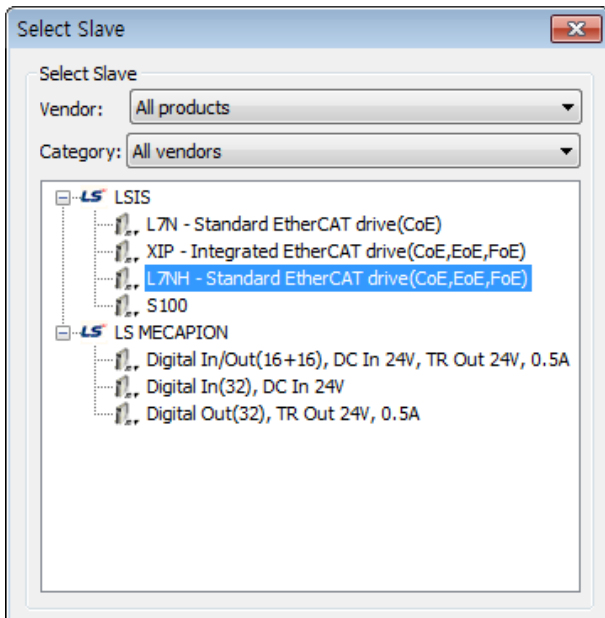 Select Slave
Select Slave
Vendor: All products
Category: All vendors
LS LSIS
L7N - Standard EtherCAT drive(CoE)
XIP - Integrated EtherCAT drive(CoE,EoE,FoE)
L7NH - Standard EtherCAT drive(CoE,EoE,FoE)
S100
LS LS MECAPION
Digital In/Out(16+16), DC In 24V, TR Out 24V, 0.5A
Digital In(32), DC In 24V
Digital Out(32), TR Out 24V, 0.5A